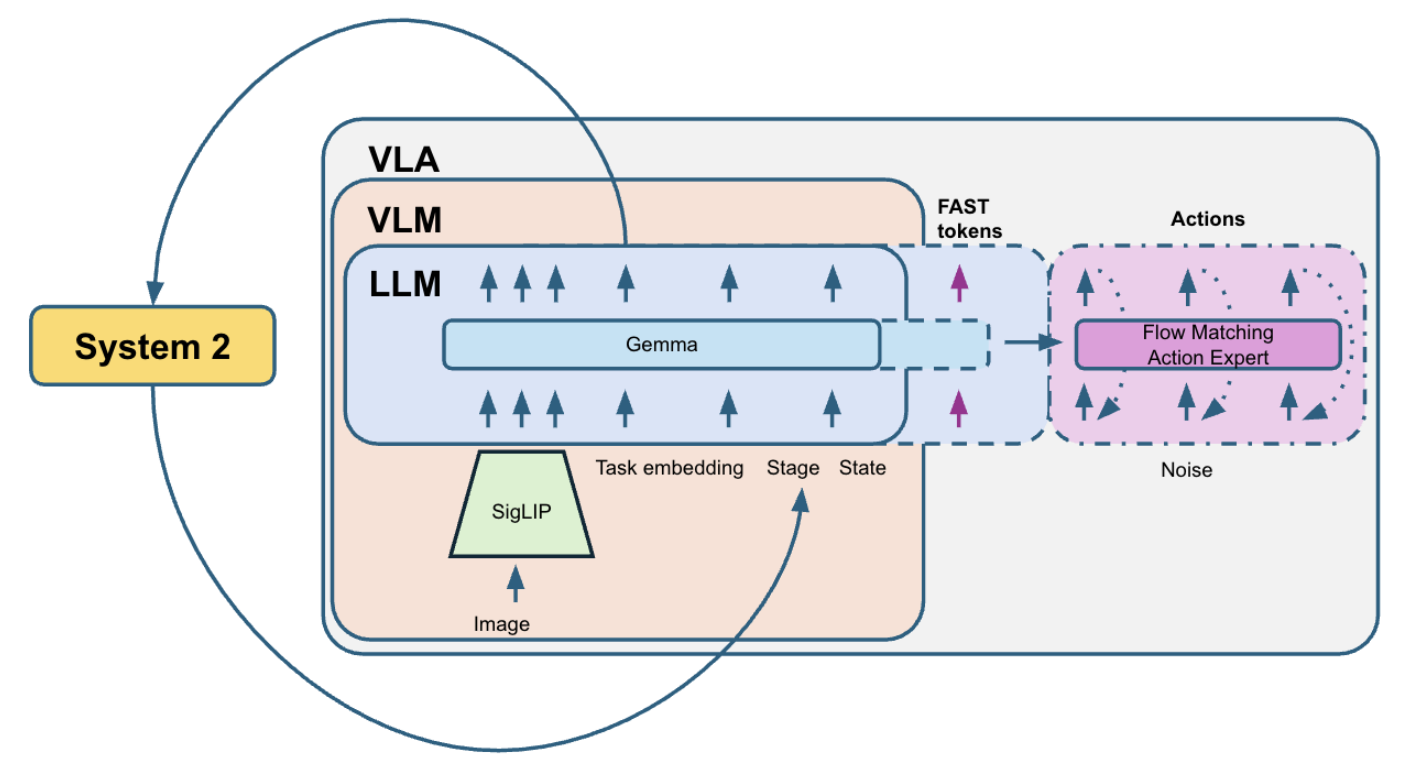 VLA
VLM
FAST
tokens
Actions
LLM
System 2
Gemma
Flow Matching
Action Expert
Task embedding
Stage
State
Noise
SigLIP
Image